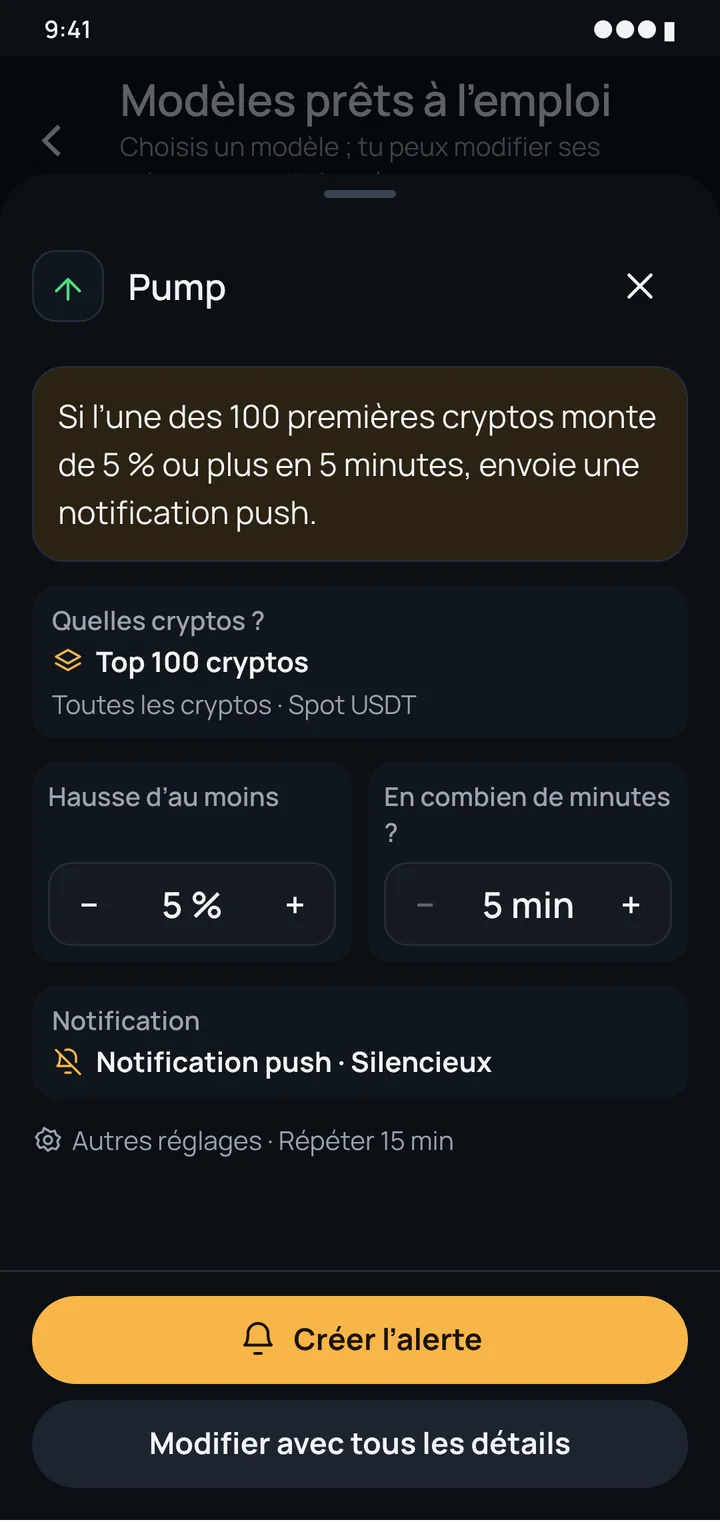 9:41
Modèles prêts à l’emploi
Choisis un modèle ; tu peux modifier ses
Pump
Si l’une des 100 premières cryptos monte
de 5 % ou plus en 5 minutes, envoie une
notification push.
Quelles cryptos ?
Top 100 cryptos
Toutes les cryptos · Spot USDT
Hausse d’au moins
− 5 % +
En combien de minutes
?
− 5 min +
Notification
Notification push · Silencieux
Autres réglages · Répéter 15 min
Créer l’alerte
Modifier avec tous les détails